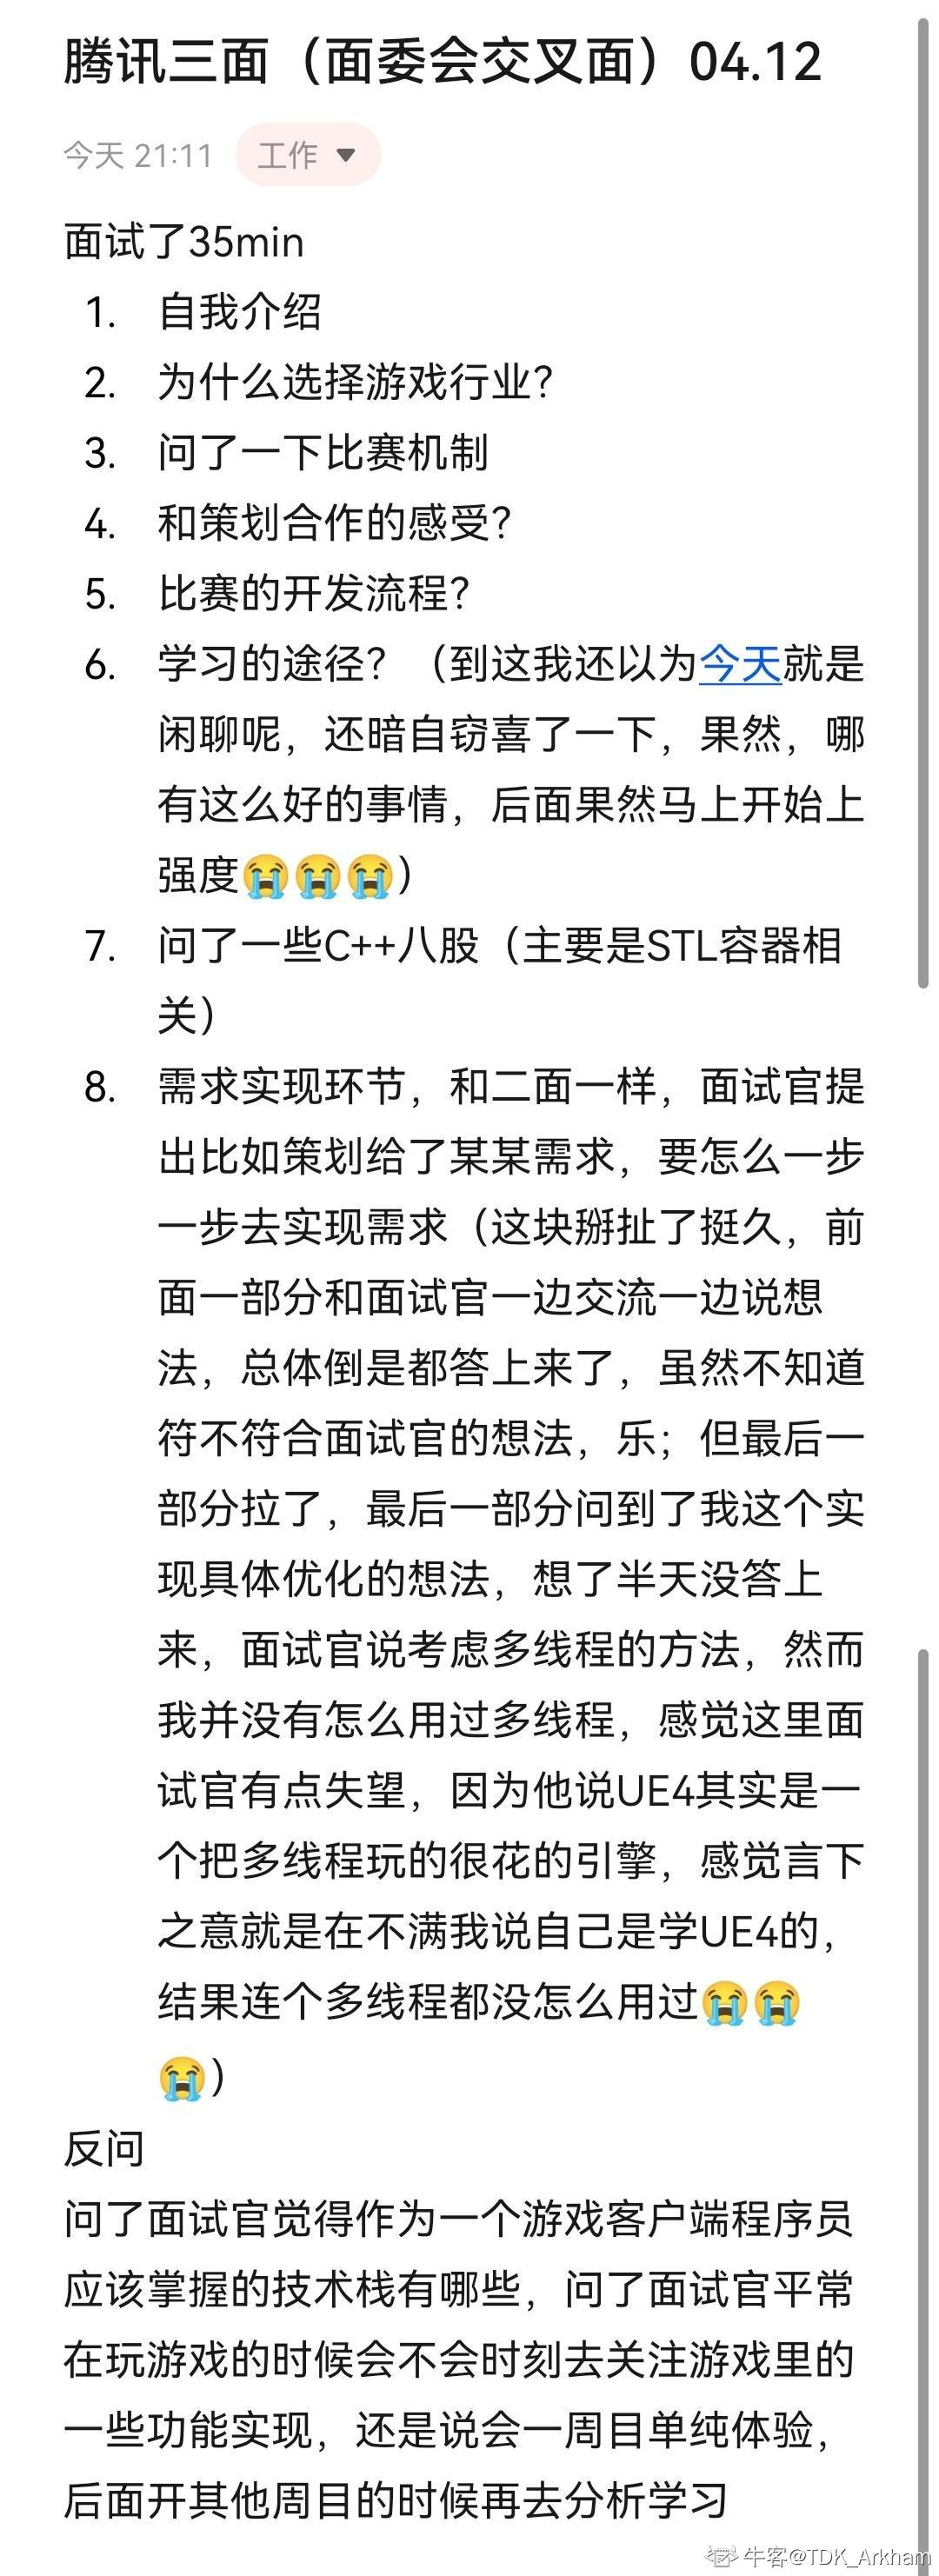 腾讯三面（面委会交叉面）04.12
今天 21:11 工作
面试了35min
1. 自我介绍
2. 为什么选择游戏行业？
3. 问了一下比赛机制
4. 和策划合作的感受？
5. 比赛的开发流程？
6. 学习的途径？（到这我还以为今天就是
闲聊呢，还暗自窃喜了一下，果然，哪
有这么好的事情，后面果然马上开始上
强度😭😭😭）
7. 问了一些C++八股（主要是STL容器相
关）
8. 需求实现环节，和二面一样，面试官提
出比如策划给了某某需求，要怎么一步
一步去实现需求（这块掰扯了挺久，前
面一部分和面试官一边交流一边说想
法，总体倒是都答上来了，虽然不知道
符不符合面试官的想法，乐；但最后一
部分拉了，最后一部分问到了我这个实
现具体优化的想法，想了半天没答上
来，面试官说考虑多线程的方法，然而
我并没有怎么用过多线程，感觉这里面
试官有点失望，因为他说UE4其实是一
个把多线程玩的很花的引擎，感觉言下
之意就是在不满我说自己是学UE4的，
结果连个多线程都没怎么用过😭😭
😭）
反问
问了面试官觉得作为一个游戏客户端程序员
应该掌握的技术栈有哪些，问了面试官平常
在玩游戏的时候会不会时刻去关注游戏里的
一些功能实现，还是说会一周目单纯体验，
后面开其他周目的时候再去分析学习
牛客@TDK_Arkham